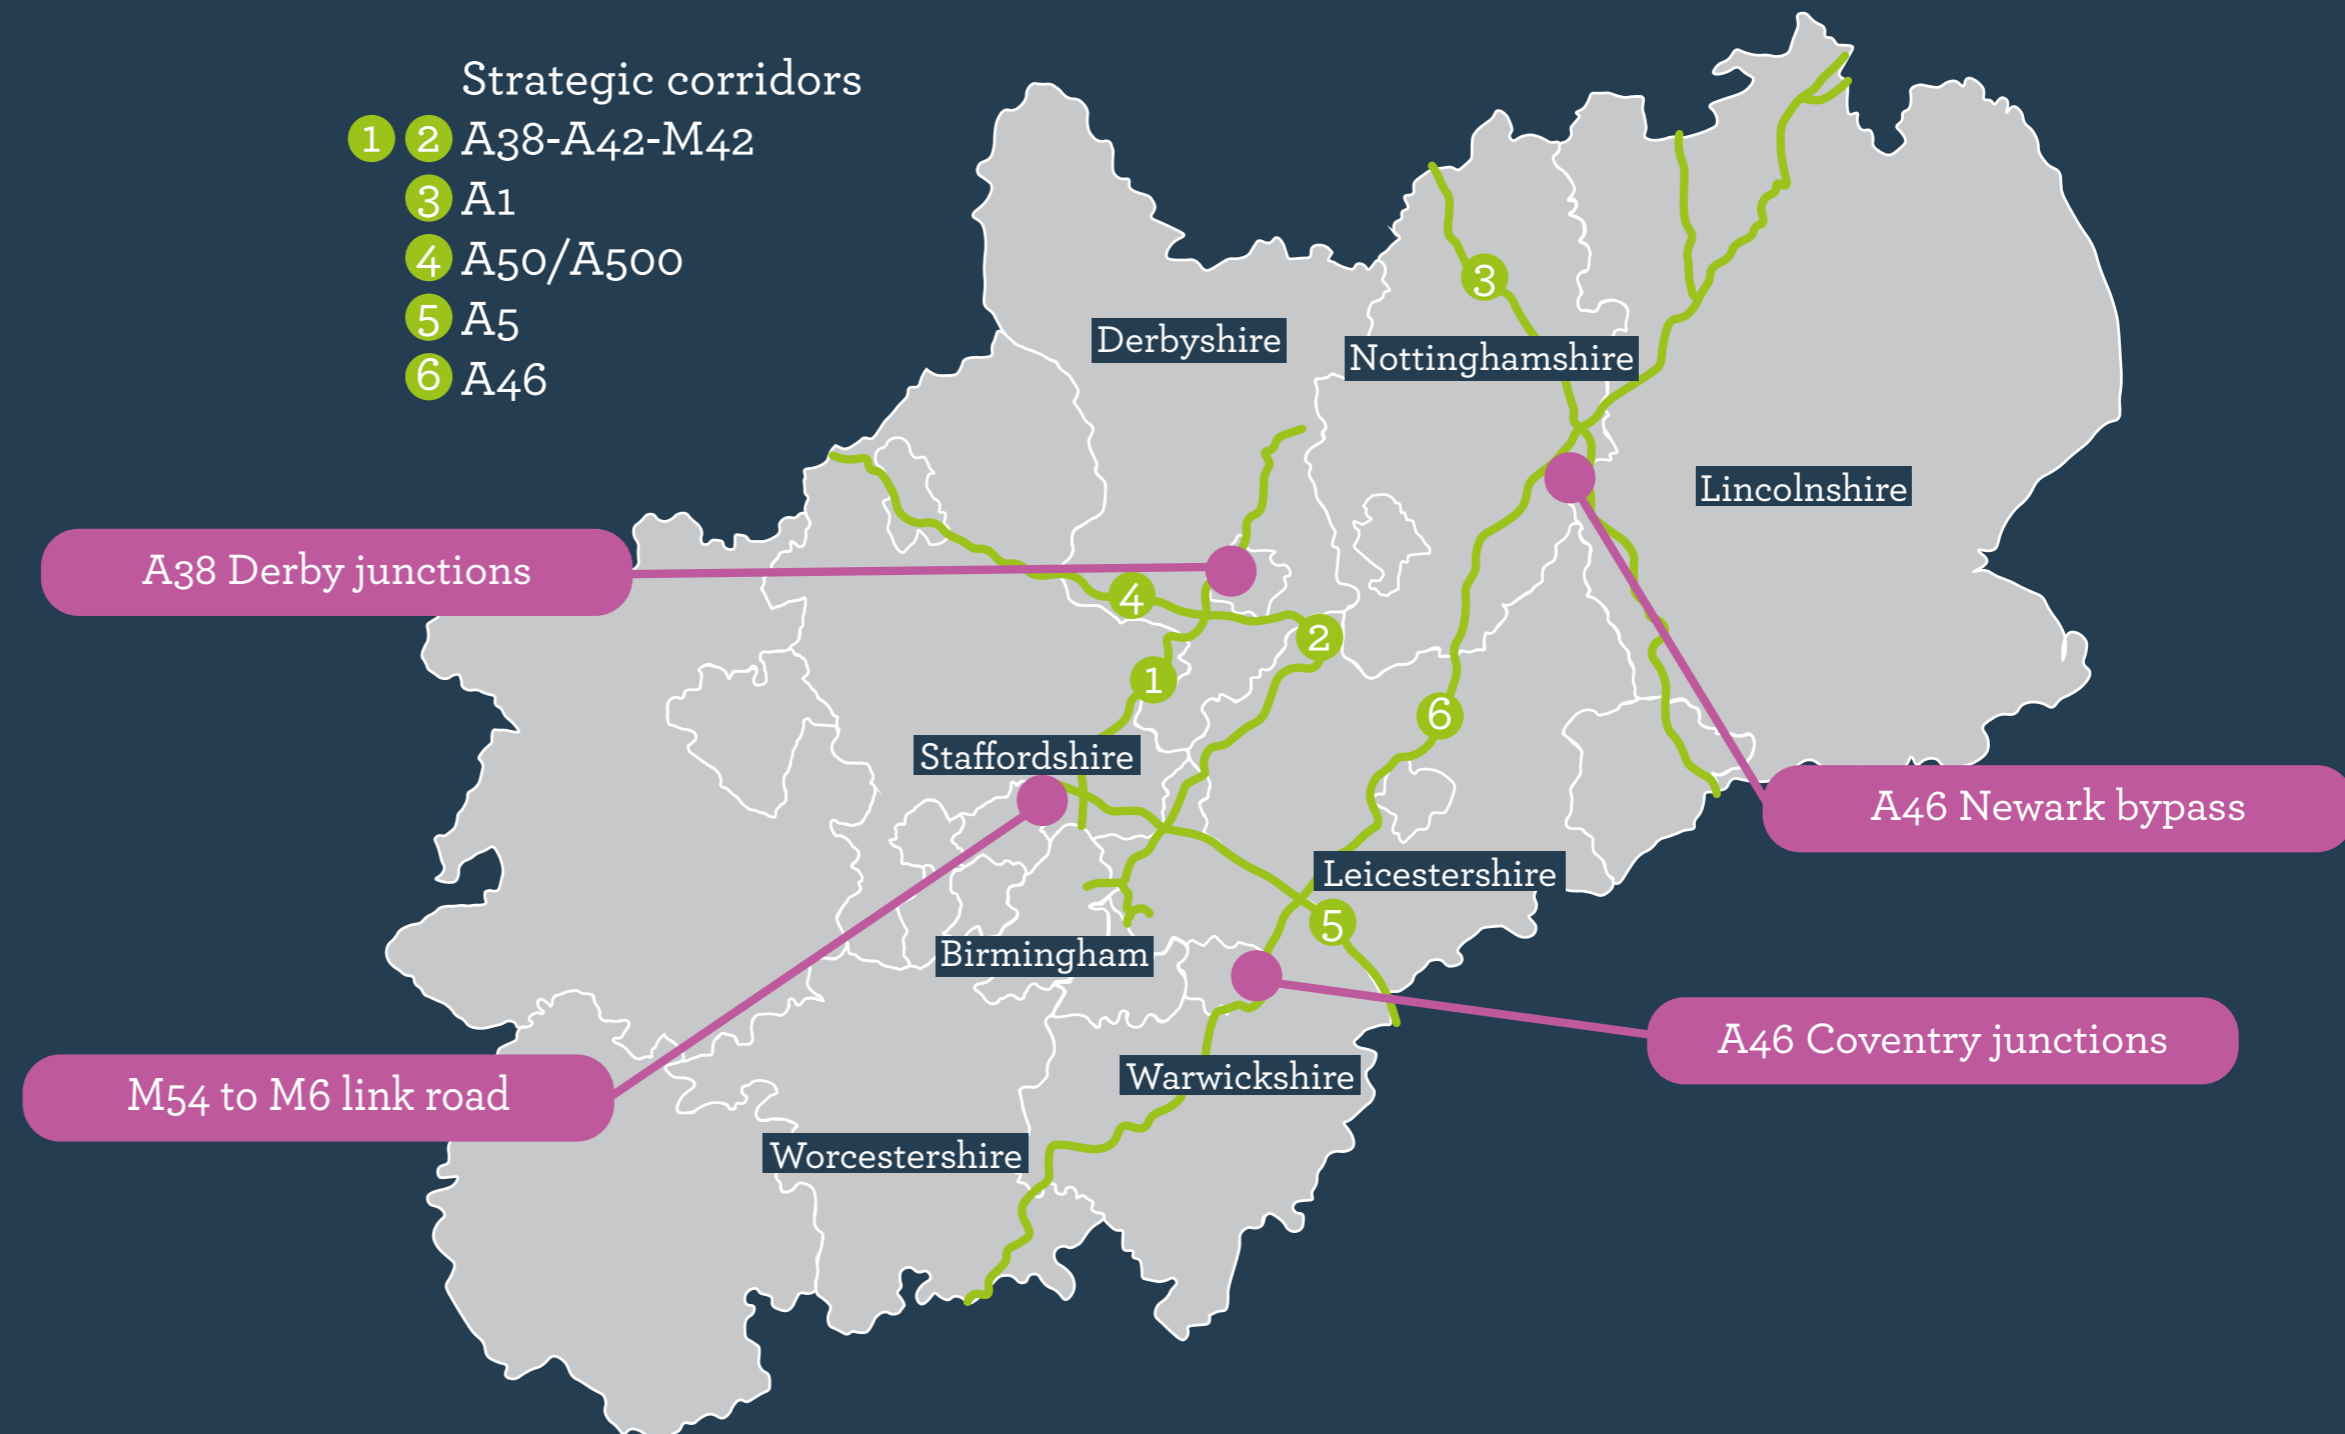 Strategic corridors
1 2 A38-A42-M42
3 A1
4 A50/A500
5 A5
6 A46
3
Derbyshire
Nottinghamshire
Lincolnshire
A38 Derby junctions
4
2
1
6
Staffordshire
A46 Newark bypass
Leicestershire
5
Birmingham
A46 Coventry junctions
Warwickshire
M54 to M6 link road
Worcestershire